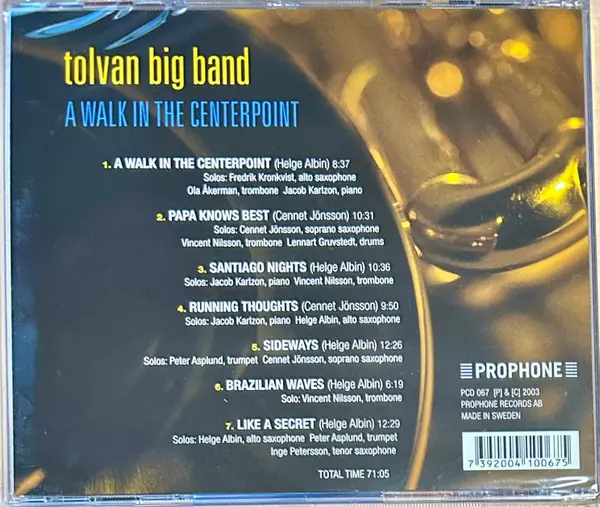 tolvan big band
A WALK IN THE CENTERPOINT
1. A WALK IN THE CENTERPOINT (Helge Albin) 8:37
Solos: Fredrik Kronkvist, alto saxophone
Ola Åkerman, trombone Jacob Karlzon, piano
2. PAPA KNOWS BEST (Cennet Jönsson) 10:31
Solos: Cennet Jönsson, soprano saxophone
Vincent Nilsson, trombone Lennart Gruvstedt, drums
3. SANTIAGO NIGHTS (Helge Albin) 10:36
Solos: Jacob Karlzon, piano Vincent Nilsson, trombone
4. RUNNING THOUGHTS (Cennet Jönsson) 9:50
Solos: Jacob Karlzon, piano Helge Albin, alto saxophone
5. SIDEWAYS (Helge Albin) 12:26
Solos: Peter Asplund, trumpet Cennet Jönsson, soprano saxophone
6. BRAZILIAN WAVES (Helge Albin) 6:19
Solo: Vincent Nilsson, trombone
7. LIKE A SECRET (Helge Albin) 12:29
Solos: Helge Albin, alto saxophone Peter Asplund, trumpet
Inge Petersson, tenor saxophone
TOTAL TIME 71:05
PROPHONE
PCD 067 [P] & [C] 2003
PROPHONE RECORDS AB
MADE IN SWEDEN
7 392004 100675